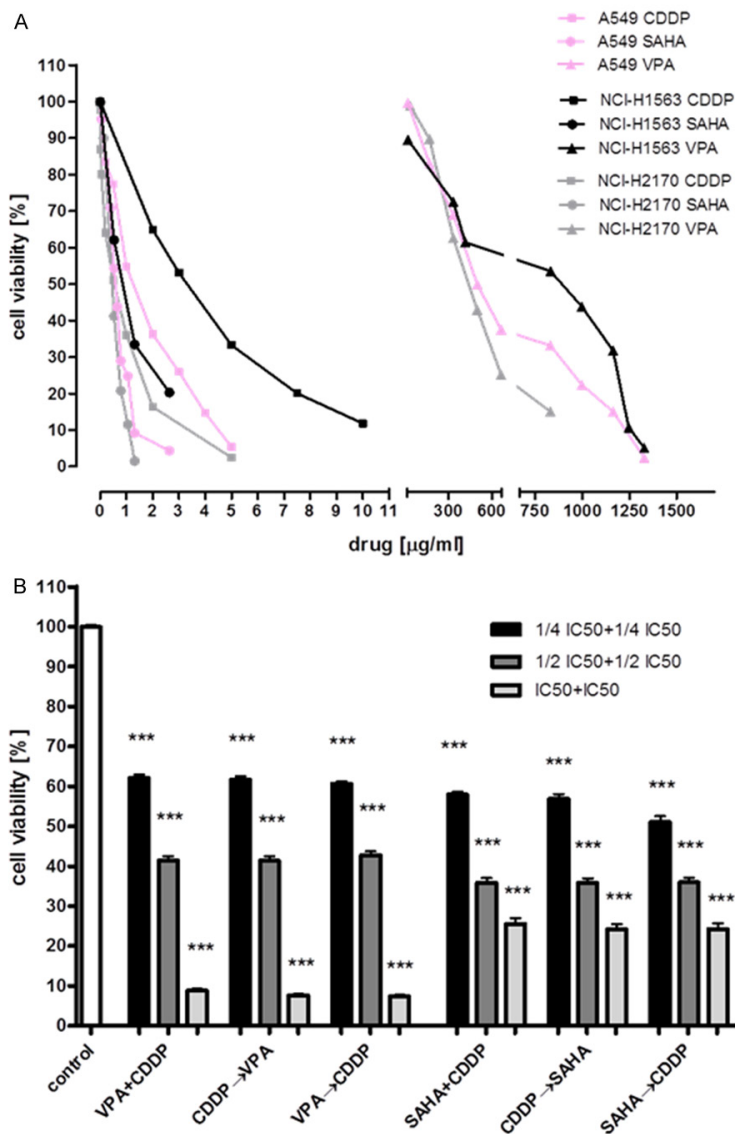 A
A549 CDDP
A549 SAHA
A549 VPA
NCI-H1563 CDDP
NCI-H1563 SAHA
NCI-H1563 VPA
NCI-H2170 CDDP
NCI-H2170 SAHA
NCI-H2170 VPA
110
100
90
80
70
60
50
40
30
20
10
0
cell viability [%]
0 1 2 3 4 5 6 7 8 9 10 11 300 600 750 1000 1250 1500
drug [µg/ml]
B
1/4 IC50+1/4 IC50
1/2 IC50+1/2 IC50
IC50+IC50
110
100
90
80
70
60
50
40
30
20
10
0
cell viability [%]
*** *** *** *** *** ***
*** *** *** *** *** ***
*** *** *** *** *** ***
control
VPA+CDDP
CDDP→VPA
VPA→CDDP
SAHA+CDDP
CDDP→SAHA
SAHA→CDDP